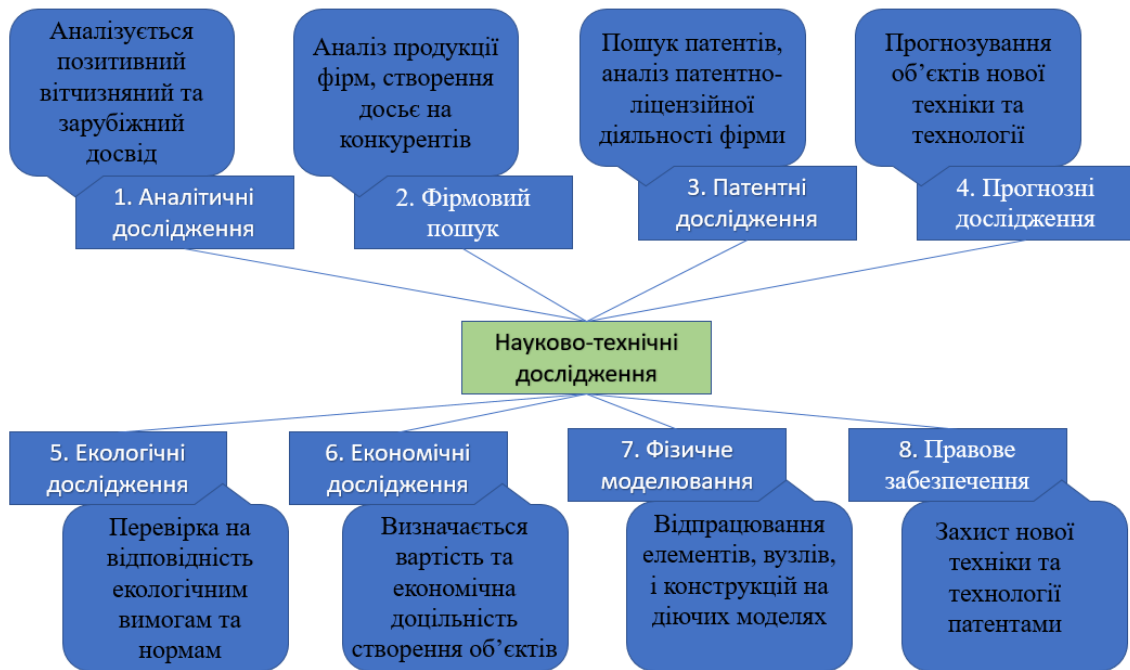 Аналізується
позитивний
вітчизняний та
зарубіжний
досвід
1. Аналітичні
дослідження
Аналіз продукції
фірм, створення
досьє на
конкурентів
2. Фірмовий
пошук
Пошук патентів,
аналіз патентно-
ліцензійної
діяльності фірми
3. Патентні
дослідження
Прогнозування
об’єктів нової
техніки та
технології
4. Прогнозні
дослідження
Науково-технічні
дослідження
5. Екологічні
дослідження
Перевірка на
відповідність
екологічним
вимогам та
нормам
6. Економічні
дослідження
Визначається
вартість та
економічна
доцільність
створення об’єктів
7. Фізичне
моделювання
Відпрацювання
елементів, вузлів,
і конструкцій на
діючих моделях
8. Правове
забезпечення
Захист нової
техніки та
технології
патентами